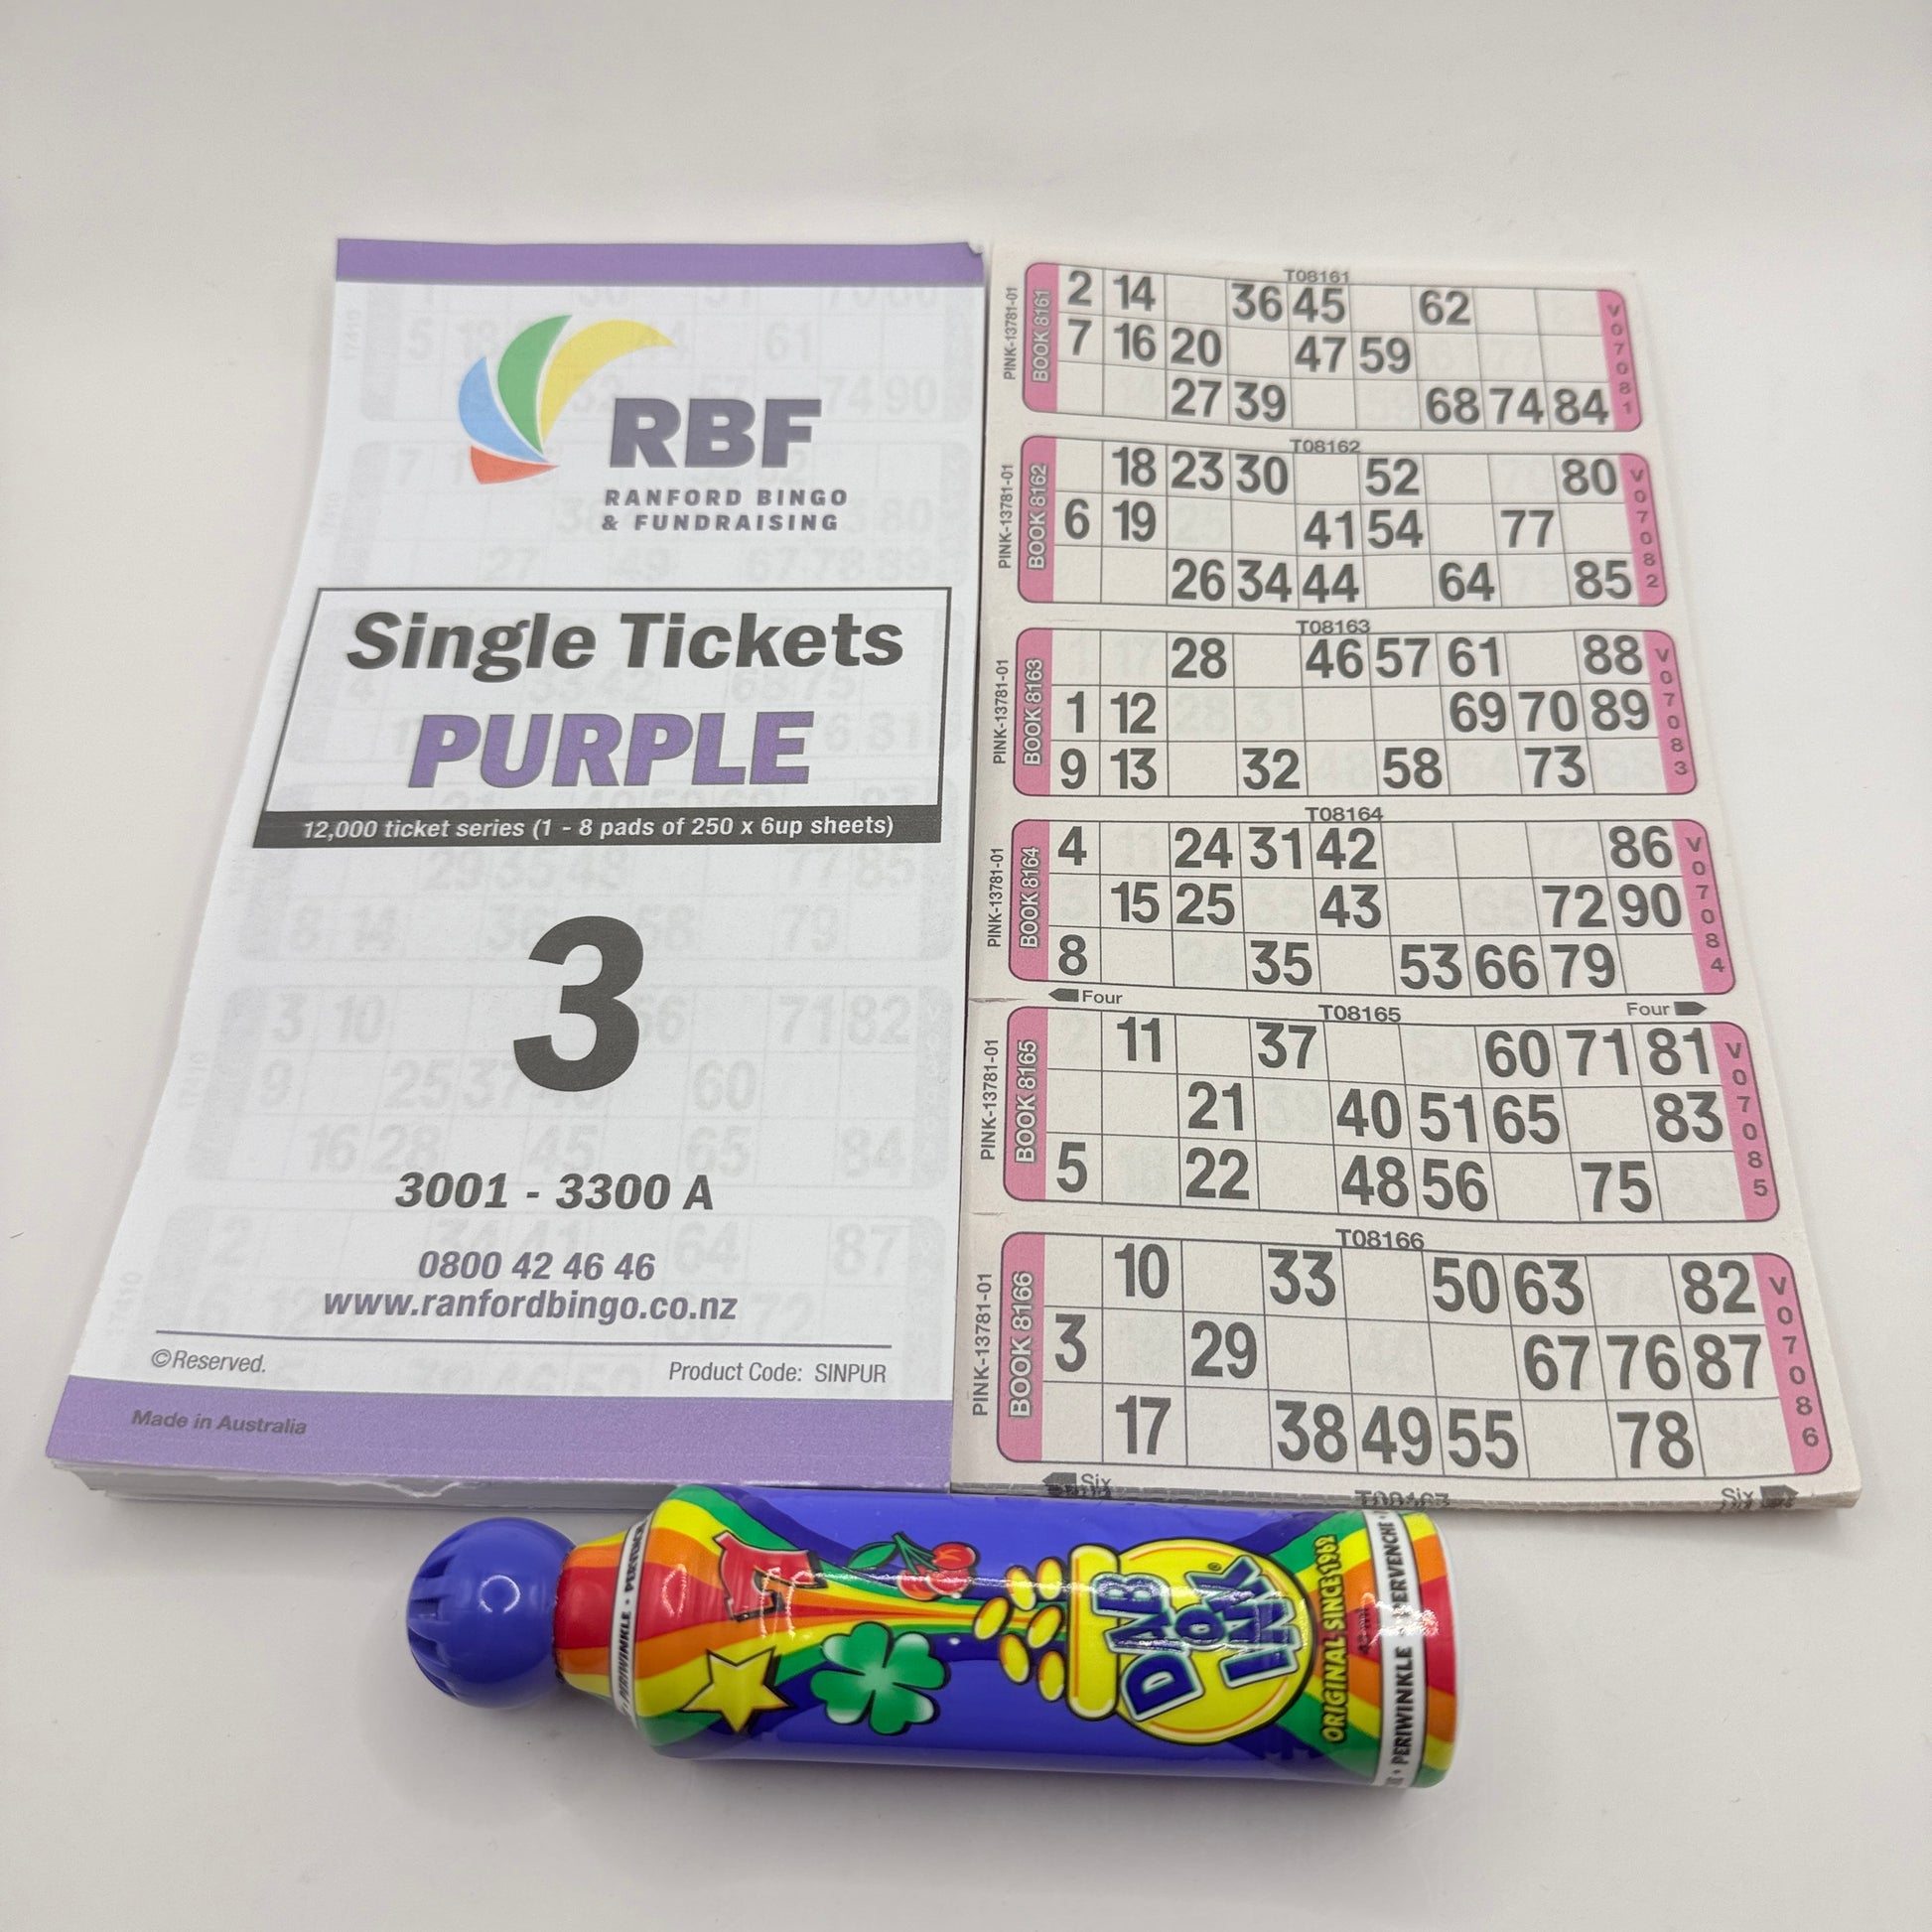 RBF
RANFORD BINGO
& FUNDRAISING
Single Tickets
PURPLE
12,000 ticket series (1 - 8 pads of 250 x 6up sheets)
3
3001 - 3300 A
0800 42 46 46
www.ranfordbingo.co.nz
©Reserved.
Product Code: SINPUR
Made in Australia
T08161
PINK-13781-01
BOOK 8161
2 14 36 45 62
7 16 20 47 59
27 39 68 74 84
V07081
T08162
PINK-13781-01
BOOK 8162
18 23 30 52 80
6 19 41 54 77
26 34 44 64 85
V07082
T08163
PINK-13781-01
BOOK 8163
28 46 57 61 88
1 12 69 70 89
9 13 32 58 73
V07083
T08164
PINK-13781-01
BOOK 8164
4 24 31 42 86
15 25 43 72 90
8 35 53 66 79
V07084
Four Four
T08165
PINK-13781-01
BOOK 8165
11 37 60 71 81
21 40 51 65 83
5 22 48 56 75
V07085
T08166
PINK-13781-01
BOOK 8166
10 33 50 63 82
3 29 67 76 87
17 38 49 55 78
V07086
Six Six
T08167
DAB
O
INK
ORIGINAL SINCE 1962
PERIWINKLE
PERIWINKLE